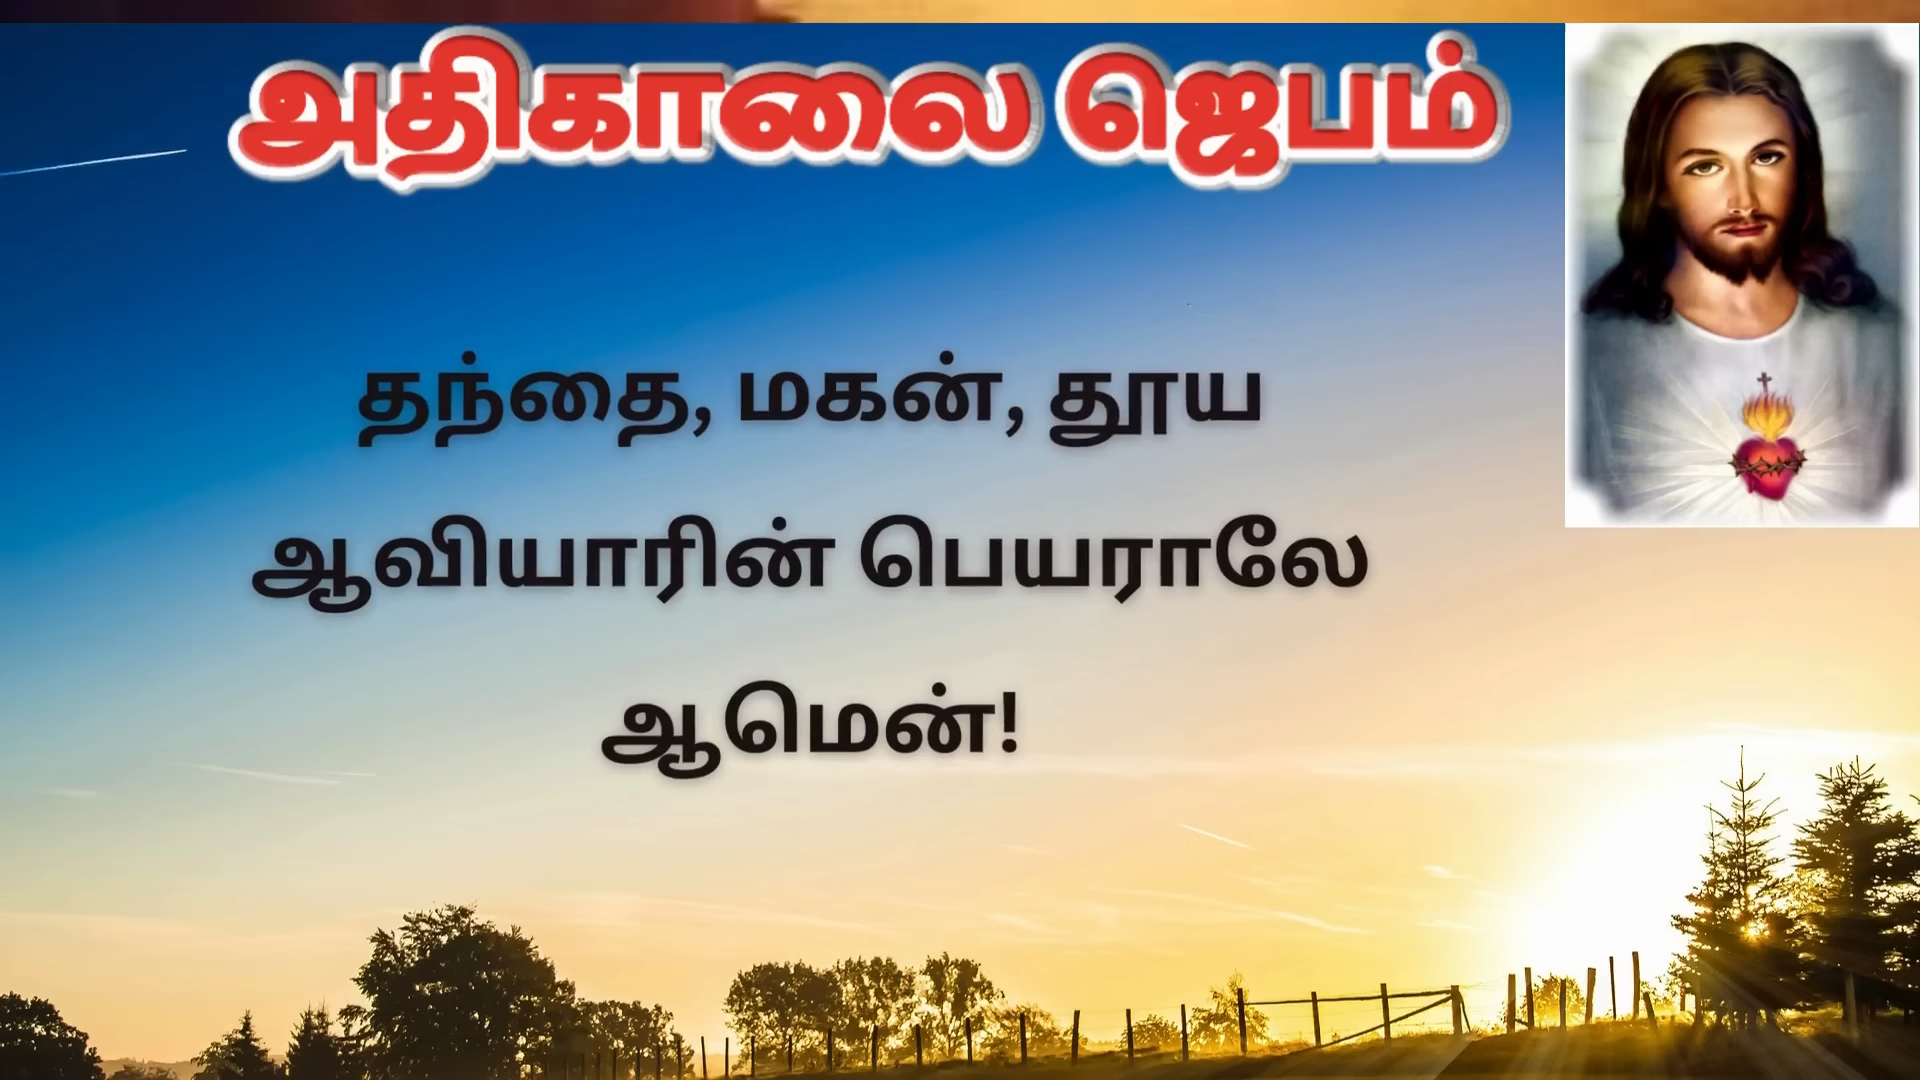 அதிகாலை ஜெபம்
தந்தை, மகன், தூய
ஆவியாரின் பெயராலே
ஆமென்!